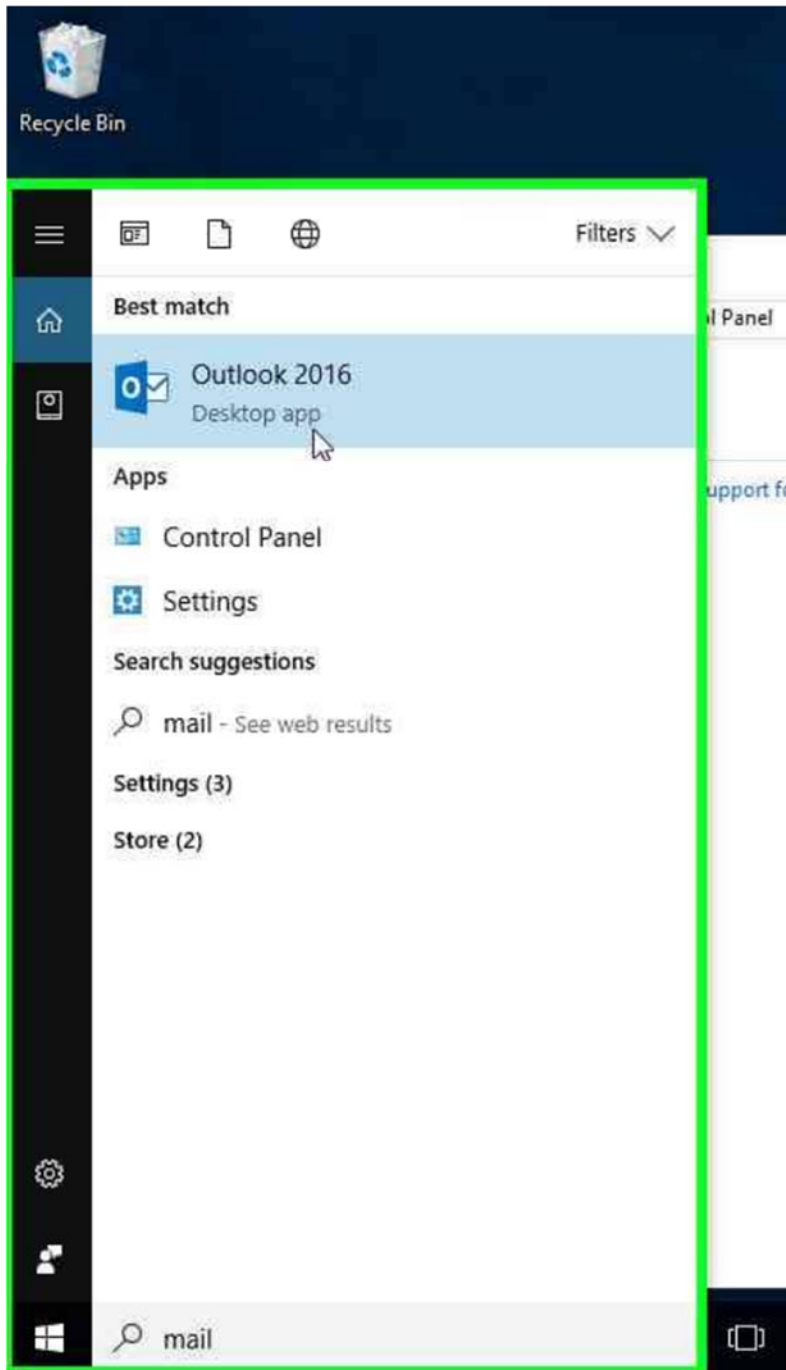 Recycle Bin
Filters
Best match
Outlook 2016
Desktop app
Apps
Control Panel
Settings
Search suggestions
mail - See web results
Settings (3)
Store (2)
mail
Panel